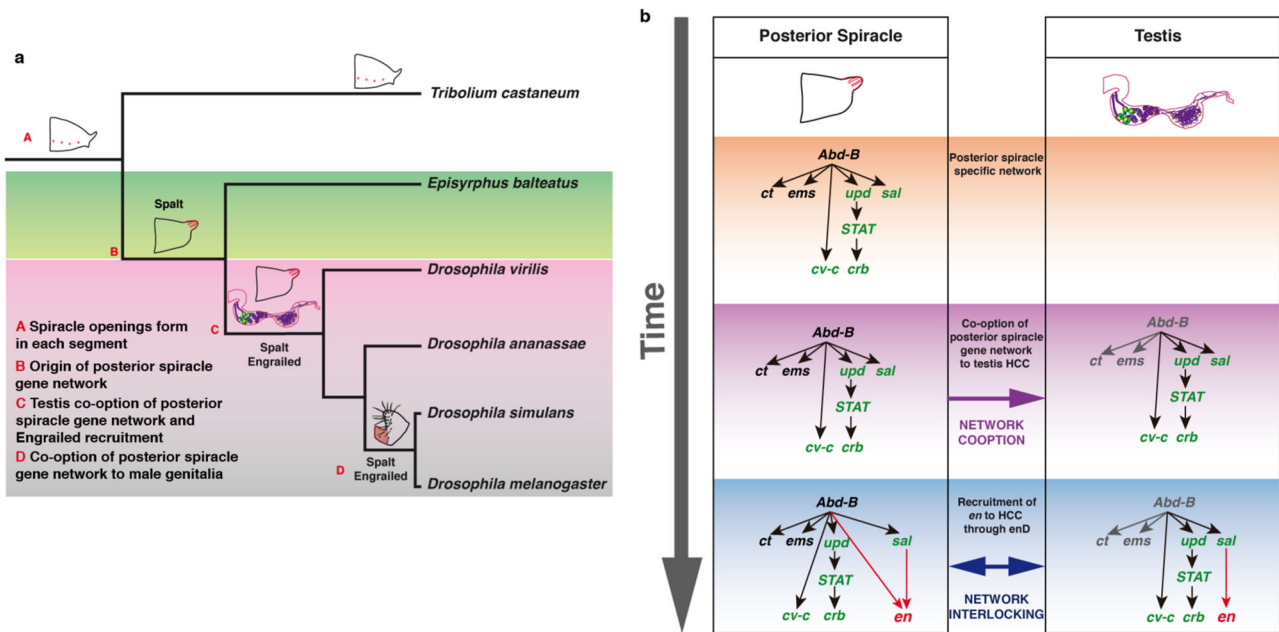 a
Tribolium castaneum
A
Episyrphus balteatus
Spalt
B
Drosophila virilis
C
Spalt
Engrailed
Drosophila ananassae
Drosophila simulans
D
Spalt
Engrailed
Drosophila melanogaster
A Spiracle openings form
in each segment
B Origin of posterior spiracle
gene network
C Testis co-option of posterior
spiracle gene network and
Engrailed recruitment
D Co-option of posterior spiracle
gene network to male genitalia
b
Time
Posterior Spiracle
Testis
Abd-B
ct ems upd sal
STAT
cv-c crb
Posterior spiracle
specific network
Abd-B
ct ems upd sal
STAT
cv-c crb
Co-option of
posterior spiracle
gene network
to testis HCC
NETWORK
COOPTION
Abd-B
ct ems upd sal
STAT
cv-c crb
Abd-B
ct ems upd sal
STAT
cv-c crb en
Recruitment of
en to HCC
through enD
NETWORK
INTERLOCKING
Abd-B
ct ems upd sal
STAT
cv-c crb en